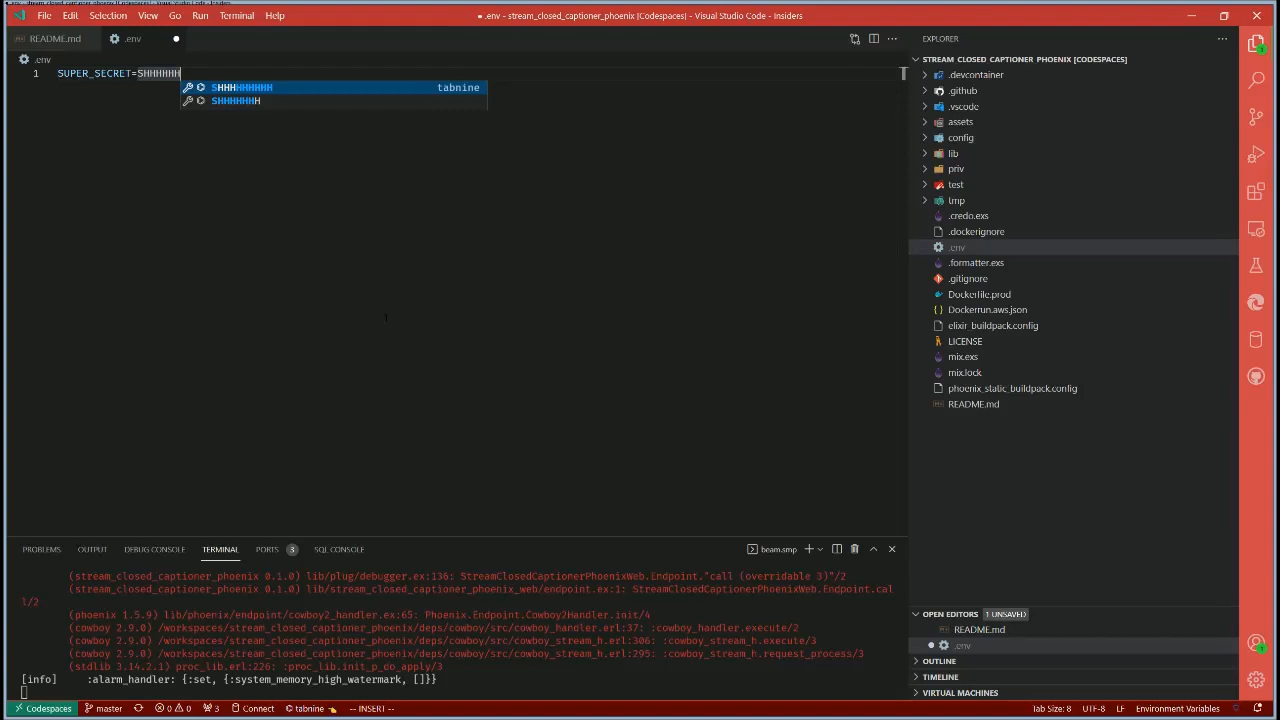 File Edit Selection View Go Run Terminal Help
● .env - stream_closed_captioner_phoenix [Codespaces] - Visual Studio Code - Insiders
README.md
.env
.env
1 SUPER_SECRET=SHHHHHH
SHHHHHHHHH tabnine
SHHHHHHH
EXPLORER
STREAM CLOSED CAPTIONER PHOENIX [CODESPACES]
.devcontainer
.github
.vscode
assets
config
lib
priv
test
tmp
.credo.exs
.dockerignore
.env
.formatter.exs
.gitignore
Dockerfile.prod
Dockerrun.aws.json
elixir_buildpack.config
LICENSE
mix.exs
mix.lock
phoenix_static_buildpack.config
README.md
OPEN EDITORS 1 UNSAVED
README.md
.env
OUTLINE
TIMELINE
VIRTUAL MACHINES
1
1
PROBLEMS OUTPUT DEBUG CONSOLE TERMINAL PORTS 3 SQL CONSOLE
beam.smp
(stream_closed_captioner_phoenix 0.1.0) lib/plug/debugger.ex:136: StreamClosedCaptionerPhoenixWeb.Endpoint."call (overridable 3)"/2
(stream_closed_captioner_phoenix 0.1.0) lib/stream_closed_captioner_phoenix_web/endpoint.ex:1: StreamClosedCaptionerPhoenixWeb.Endpoint.ca
ll/2
(phoenix 1.5.9) lib/phoenix/endpoint/cowboy2_handler.ex:65: Phoenix.Endpoint.Cowboy2Handler.init/4
(cowboy 2.9.0) /workspaces/stream_closed_captioner_phoenix/deps/cowboy/src/cowboy_handler.erl:37: :cowboy_handler.execute/2
(cowboy 2.9.0) /workspaces/stream_closed_captioner_phoenix/deps/cowboy/src/cowboy_stream_h.erl:306: :cowboy_stream_h.execute/3
(cowboy 2.9.0) /workspaces/stream_closed_captioner_phoenix/deps/cowboy/src/cowboy_stream_h.erl:295: :cowboy_stream_h.request_process/3
(stdlib 3.14.2.1) proc_lib.erl:226: :proc_lib.init_p_do_apply/3
[info] :alarm_handler: {:set, {:system_memory_high_watermark, []}}
Codespaces master 0 0 3 Connect tabnine -- INSERT -- Tab Size: 8 UTF-8 LF Environment Variables